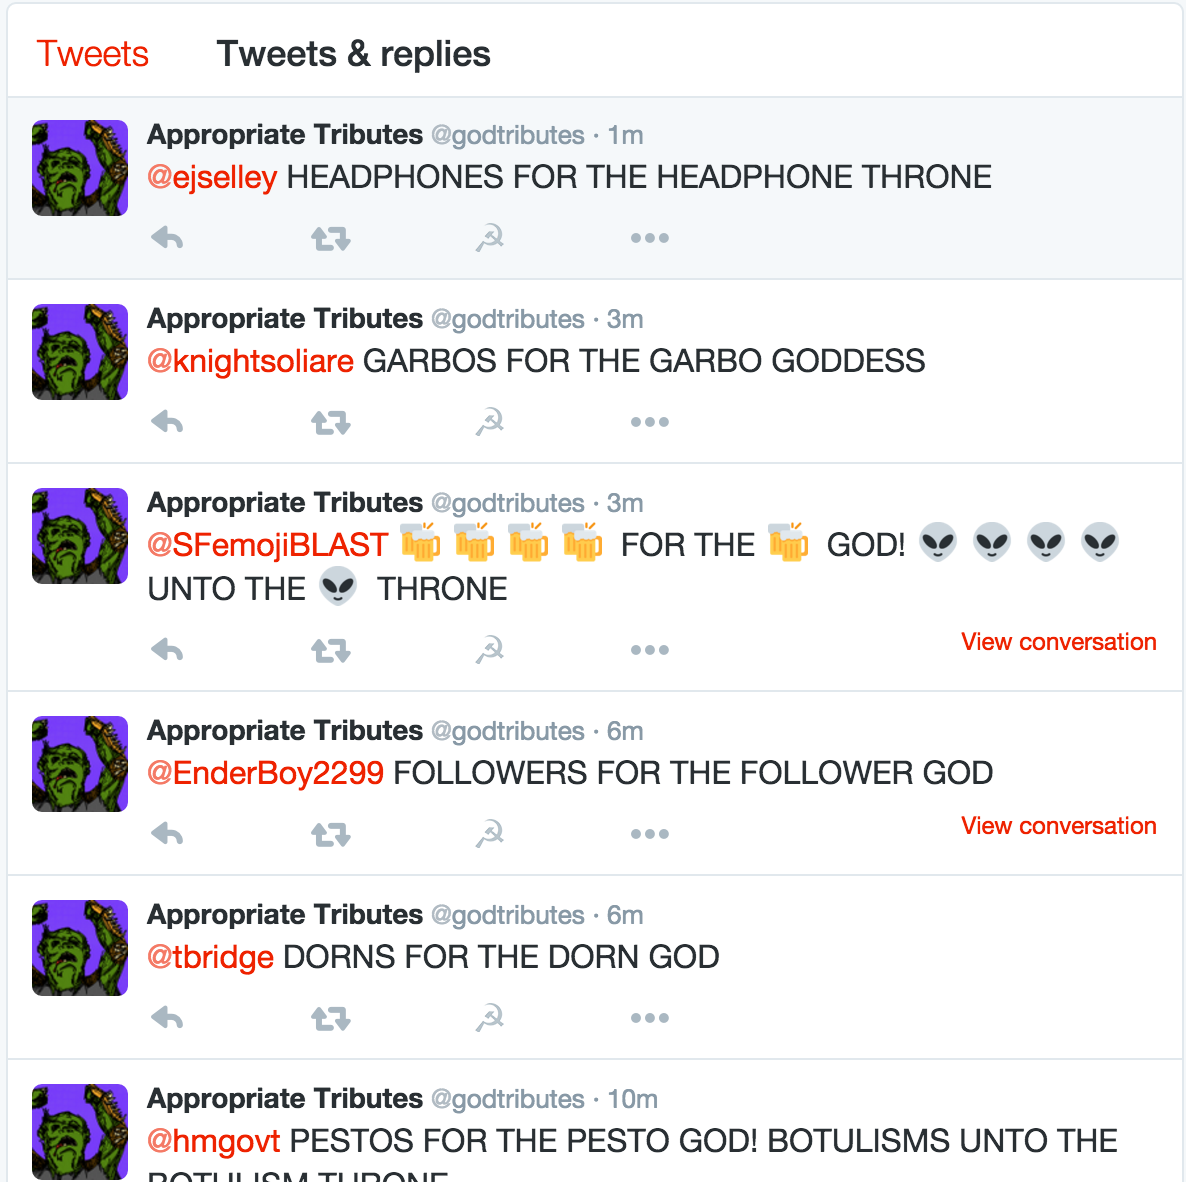 Tweets Tweets & replies
Appropriate Tributes @godtributes · 1m
@ejselley HEADPHONES FOR THE HEADPHONE THRONE
Appropriate Tributes @godtributes · 3m
@knightsoliare GARBOS FOR THE GARBO GODDESS
Appropriate Tributes @godtributes · 3m
@SFemojiBLAST 🍻 🍻 🍻 🍻 FOR THE 🍻 GOD! 👽 👽 👽 👽
UNTO THE 👽 THRONE
View conversation
Appropriate Tributes @godtributes · 6m
@EnderBoy2299 FOLLOWERS FOR THE FOLLOWER GOD
View conversation
Appropriate Tributes @godtributes · 6m
@tbridge DORNS FOR THE DORN GOD
Appropriate Tributes @godtributes · 10m
@hmgovt PESTOS FOR THE PESTO GOD! BOTULISMS UNTO THE
BOTULISM THRONE